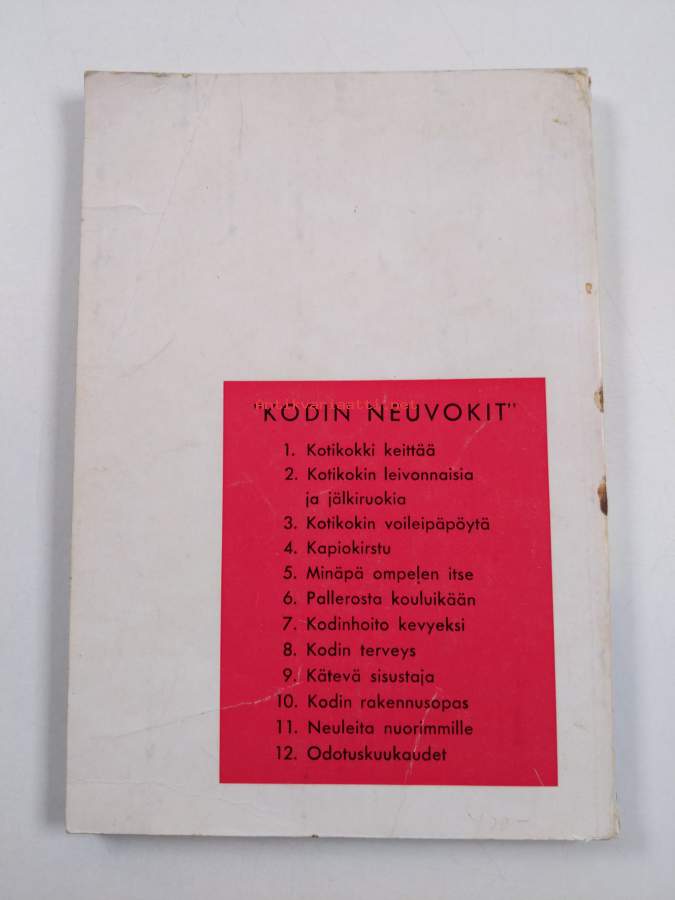 Antikvariaatti.net
"KODIN NEUVOKIT"
1. Kotikokki keittää
2. Kotikokin leivonnaisia
ja jälkiruokia
3. Kotikokin voileipäpöytä
4. Kapiokirstu
5. Minäpä ompelen itse
6. Pallerosta kouluikään
7. Kodinhoito kevyeksi
8. Kodin terveys
9. Kätevä sisustaja
10. Kodin rakennusopas
11. Neuleita nuorimmille
12. Odotuskuukaudet